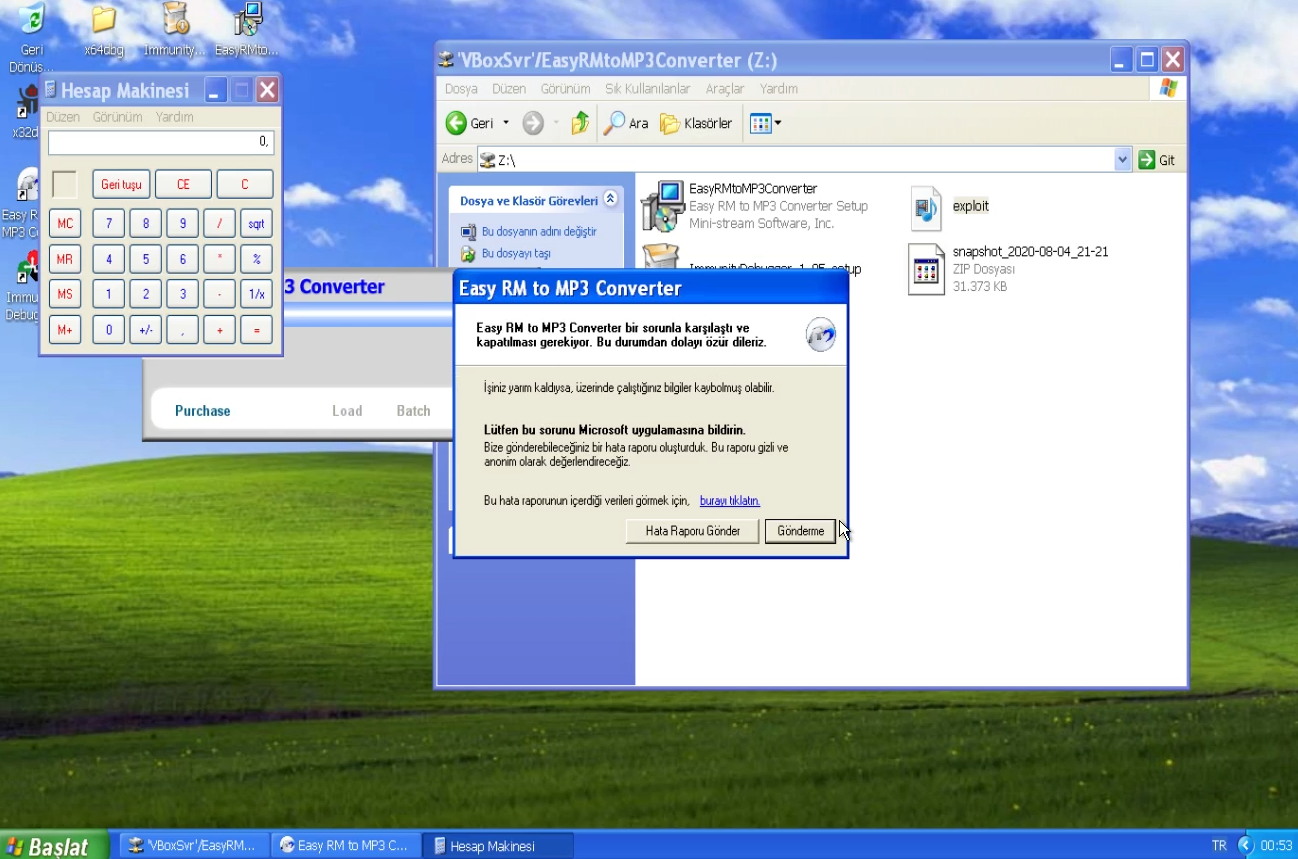 Geri
Dönüş...
x64dbg
Immunity...
EasyRMto...
x32d
Easy R
MP3 C
Immu
Debug
Hesap Makinesi
Düzen Görünüm Yardım
0,
Geri tuşu CE C
MC 7 8 9 / sqrt
MR 4 5 6 * %
MS 1 2 3 - 1/x
M+ 0 +/- , + =
3 Converter
Purchase Load Batch
'VBoxSvr'/EasyRMtoMP3Converter (Z:)
Dosya Düzen Görünüm Sık Kullanılanlar Araçlar Yardım
Geri Ara Klasörler
Adres Z:\ Git
Dosya ve Klasör Görevleri
Bu dosyanın adını değiştir
Bu dosyayı taşı
EasyRMtoMP3Converter
Easy RM to MP3 Converter Setup
Mini-stream Software, Inc.
exploit
ImmunityDebugger_1_85_setup
snapshot_2020-08-04_21-21
ZIP Dosyası
31.373 KB
Easy RM to MP3 Converter
Easy RM to MP3 Converter bir sorunla karşılaştı ve
kapatılması gerekiyor. Bu durumdan dolayı özür dileriz.
İşiniz yarım kaldıysa, üzerinde çalıştığınız bilgiler kaybolmuş olabilir.
Lütfen bu sorunu Microsoft uygulamasına bildirin.
Bize gönderebileceğiniz bir hata raporu oluşturduk. Bu raporu gizli ve
anonim olarak değerlendireceğiz.
Bu hata raporunun içerdiği verileri görmek için, burayı tıklatın.
Hata Raporu Gönder Gönderme
Başlat 'VBoxSvr'/EasyRM... Easy RM to MP3 C... Hesap Makinesi TR 00:53